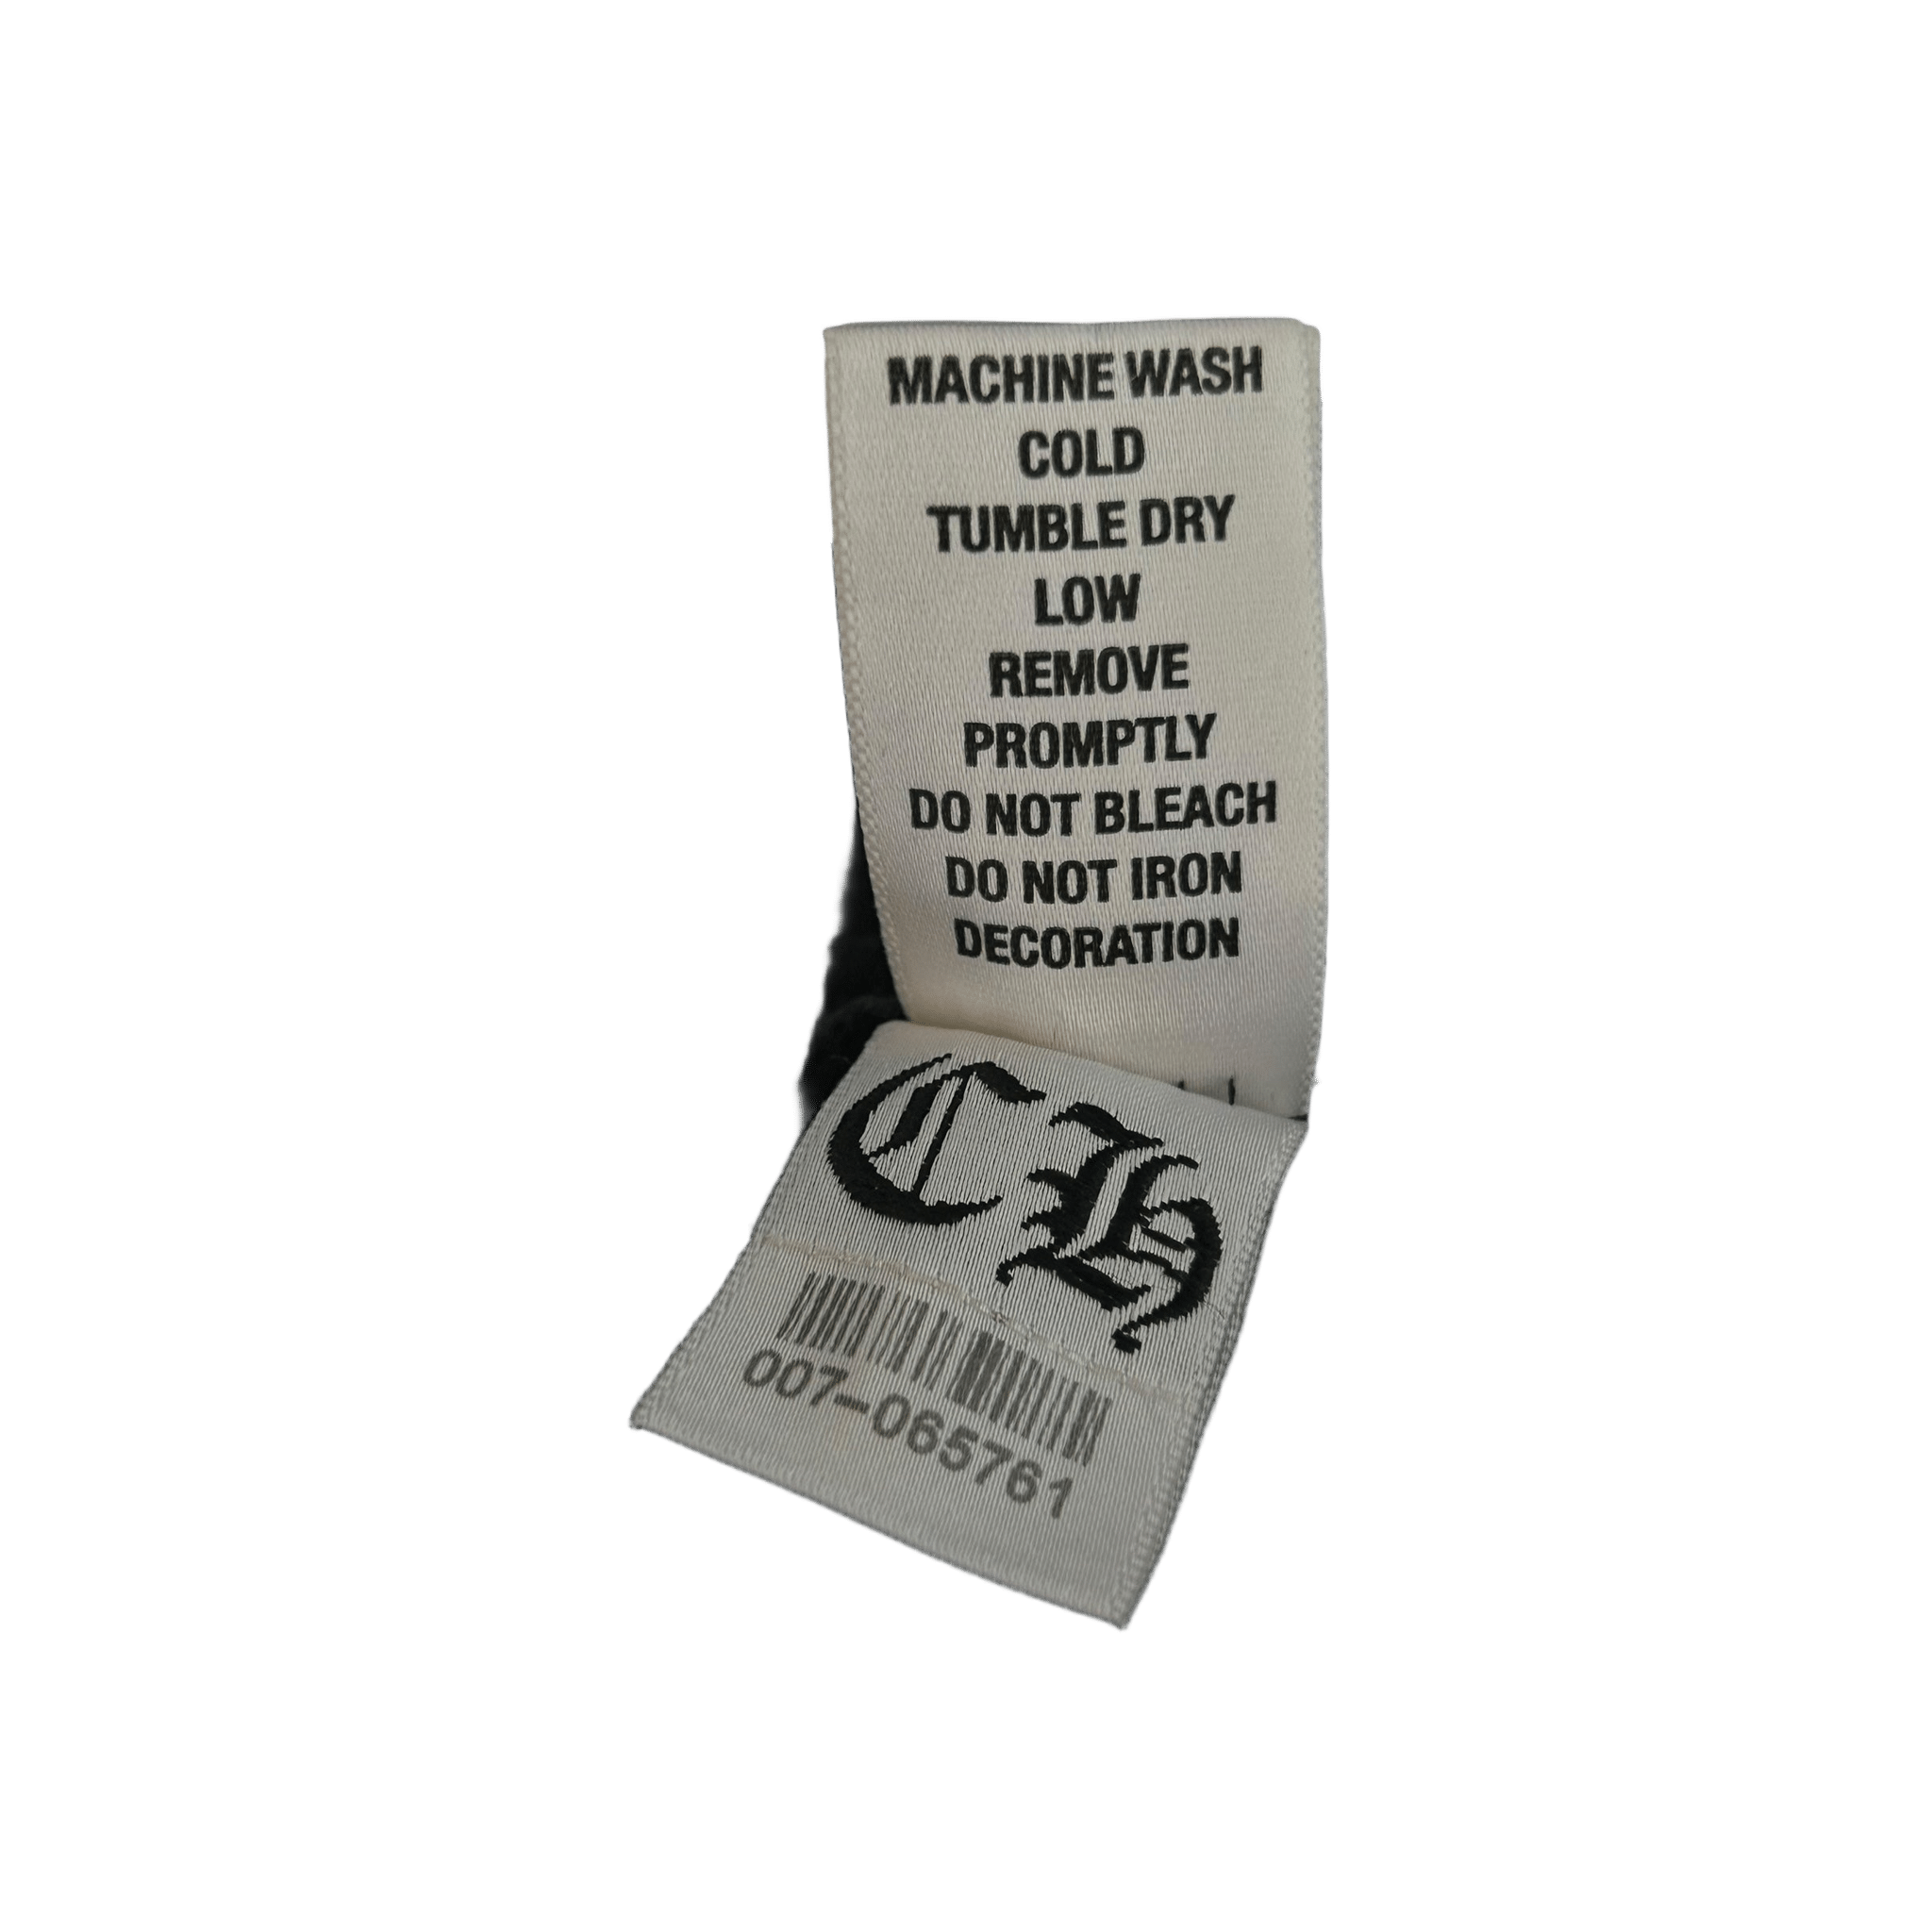 MACHINE WASH
COLD
TUMBLE DRY
LOW
REMOVE
PROMPTLY
DO NOT BLEACH
DO NOT IRON
DECORATION
CH
007-065761